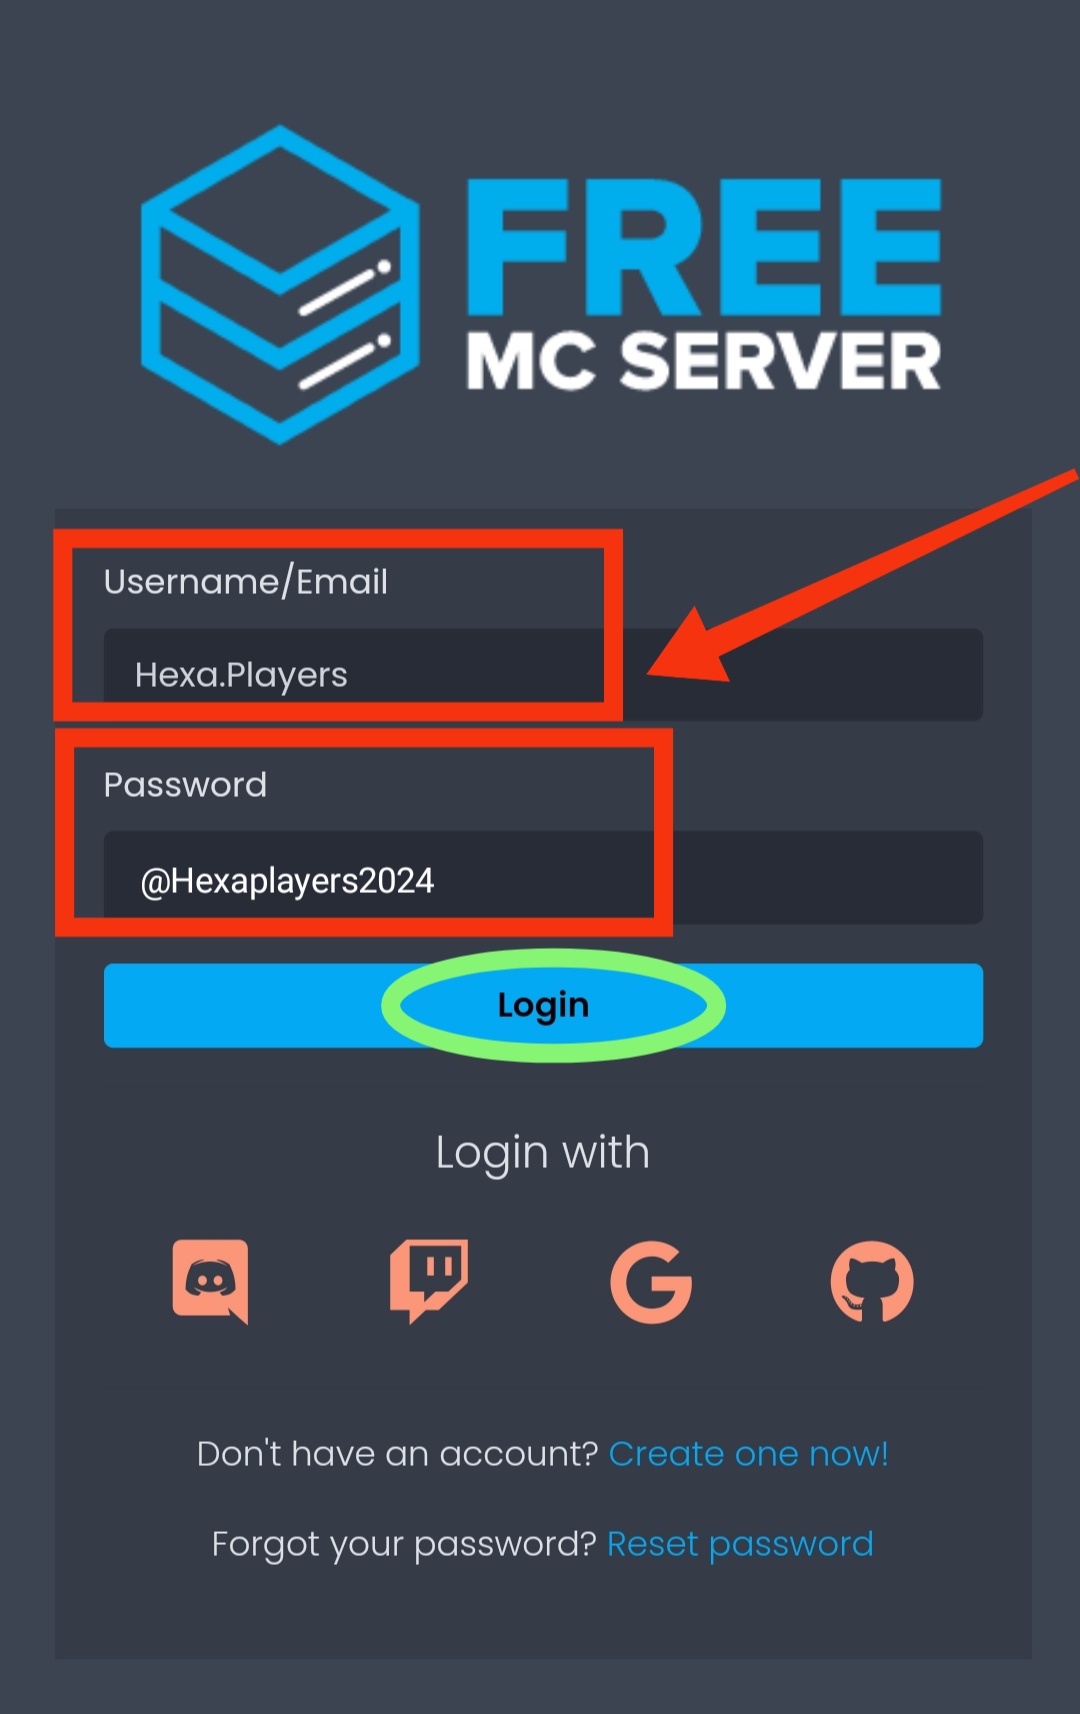 FREE
MC SERVER
Username/Email
Hexa.Players
Password
@Hexaplayers2024
Login
Login with
Don't have an account? Create one now!
Forgot your password? Reset password